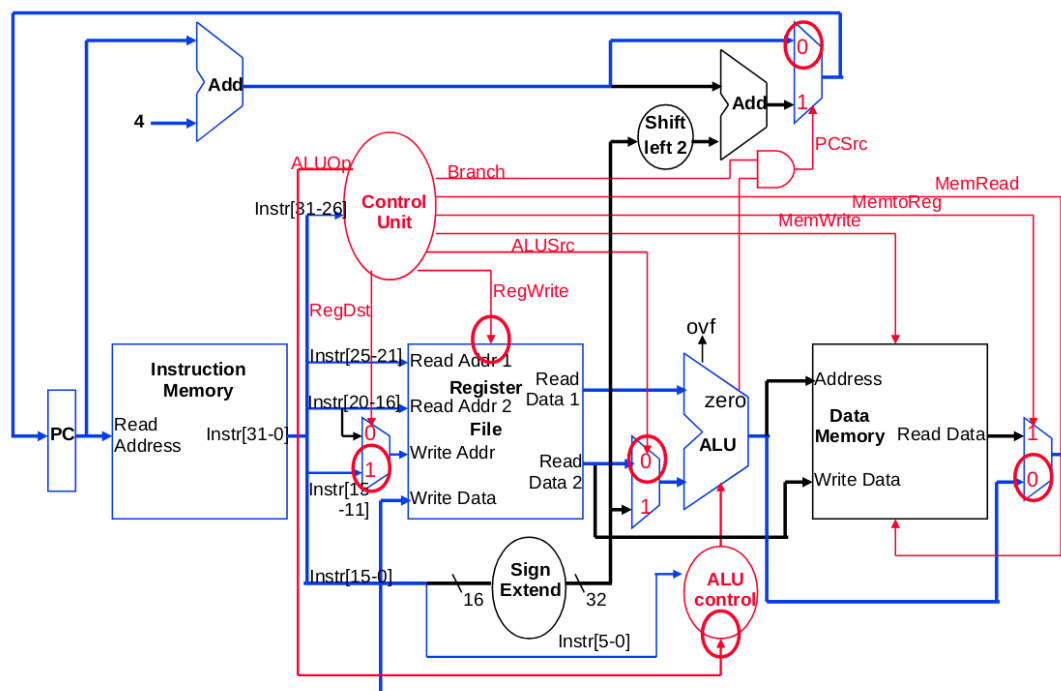 0
Add
Add
1
4
Shift
left 2
PCSrc
ALUOp
Branch
MemRead
Control
Unit
Instr[31-26]
MemtoReg
MemWrite
ALUSrc
RegWrite
RegDst
ovf
Instruction
Memory
Instr[25-21]
Read Addr 1
Register
File
Read
Data 1
zero
Address
Data
Memory
PC
Read
Address
Instr[31-0]
Instr[20-16]
Read Addr 2
0
Write Addr
1
Instr[15
-11]
Write Data
Read
Data 2
0
1
ALU
Read Data
1
Write Data
0
Instr[15-0]
16
Sign
Extend
32
ALU
control
Instr[5-0]